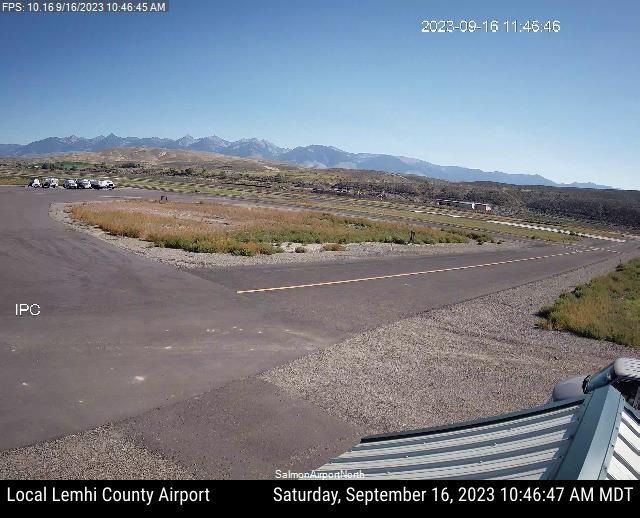 FPS: 10.16 9/16/2023 10:46:45 AM
2023-09-16 11:45:46
IPC
SalmonAirportNorth
Local Lemhi County Airport Saturday, September 16, 2023 10:46:47 AM MDT